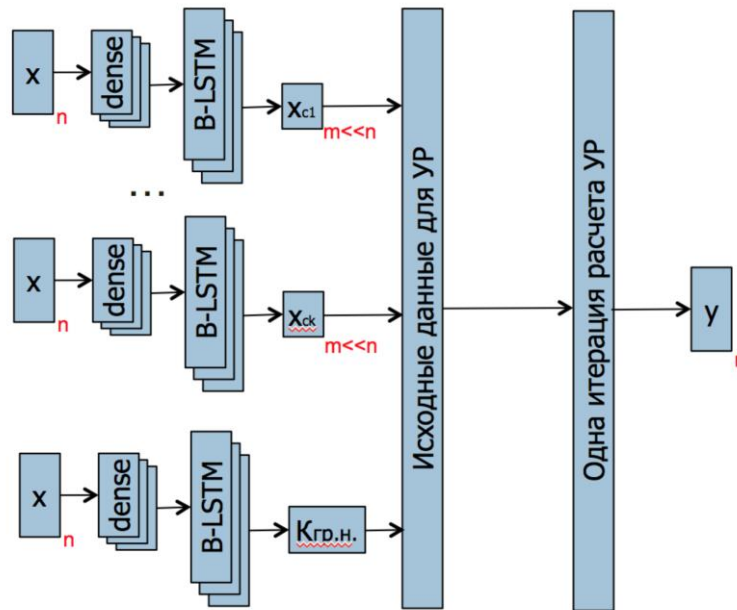 x
n
dense
B-LSTM
xc1
m<<n
...
x
n
dense
B-LSTM
xck
m<<n
x
n
dense
B-LSTM
Kгр.н.
Исходные данные для УР
Одна итерация расчета УР
y